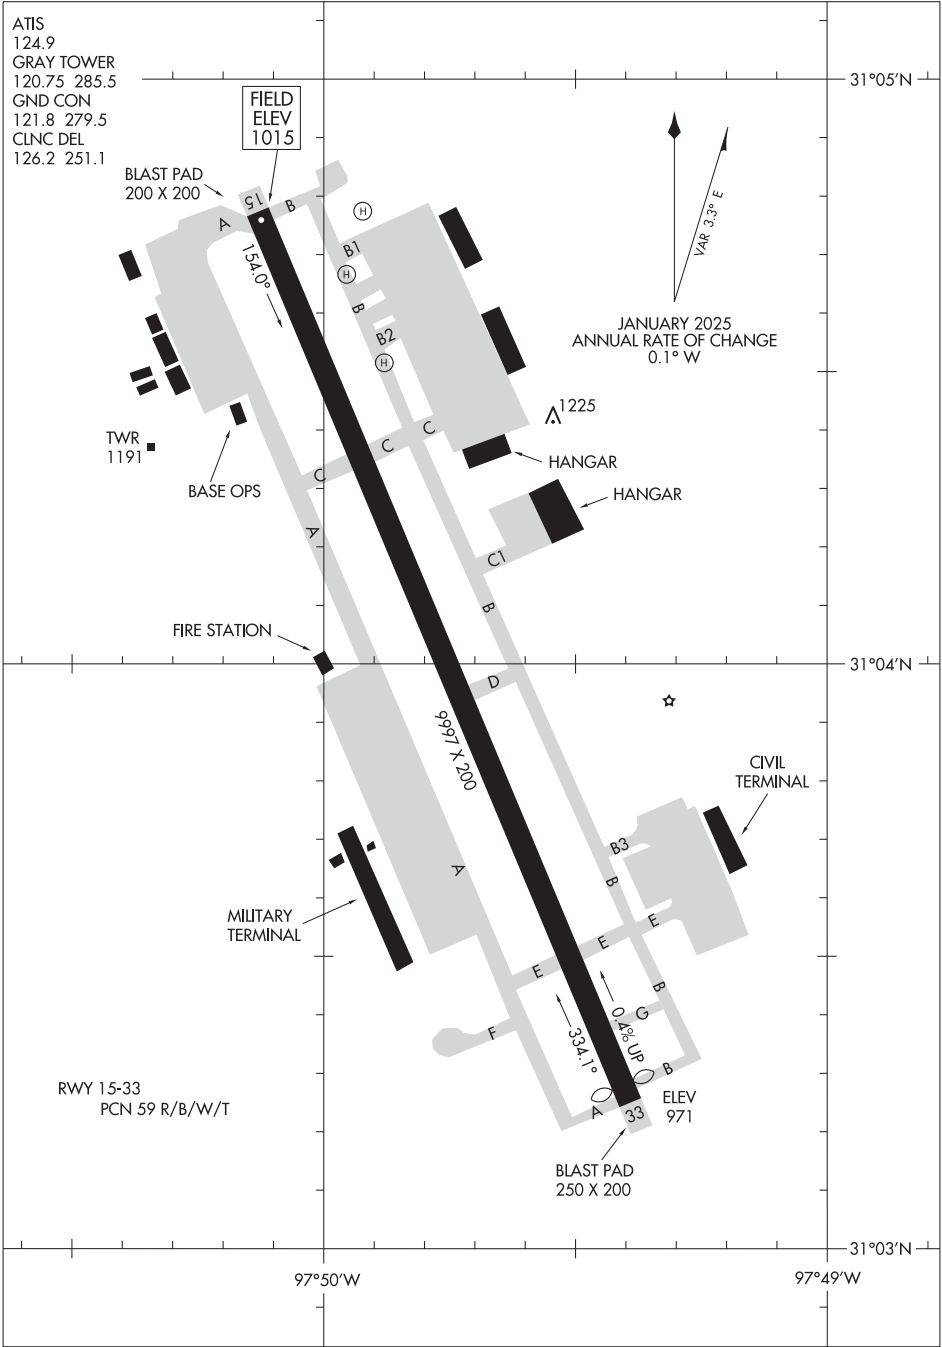 ATIS
124.9
GRAY TOWER
120.75 285.5
GND CON
121.8 279.5
CLNC DEL
126.2 251.1
31°05'N
FIELD
ELEV
1015
BLAST PAD
200 X 200
15
A
B
H
VAR 3.3° E
B1
154.0°
H
B
JANUARY 2025
ANNUAL RATE OF CHANGE
0.1° W
B2
H
1225
TWR
1191
C
C
C
HANGAR
BASE OPS
HANGAR
A
C1
B
FIRE STATION
31°04'N
D
9997 X 200
CIVIL
TERMINAL
B3
A
B
MILITARY
TERMINAL
E
E
E
B
F
G
334.1°
0.4% UP
B
RWY 15-33
PCN 59 R/B/W/T
A
33
ELEV
971
BLAST PAD
250 X 200
31°03'N
97°50'W
97°49'W